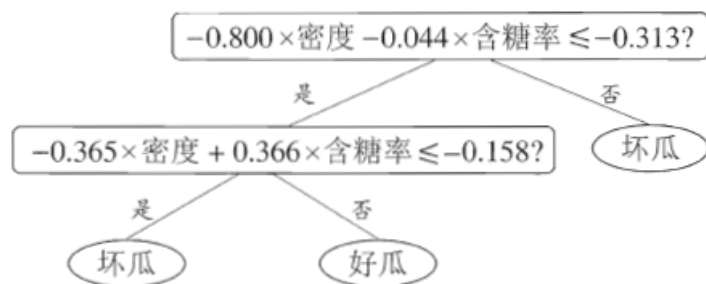 −0.800×密度 −0.044×含糖率 ≤−0.313?
是
否
−0.365×密度 + 0.366×含糖率 ≤−0.158?
坏瓜
是
否
坏瓜
好瓜